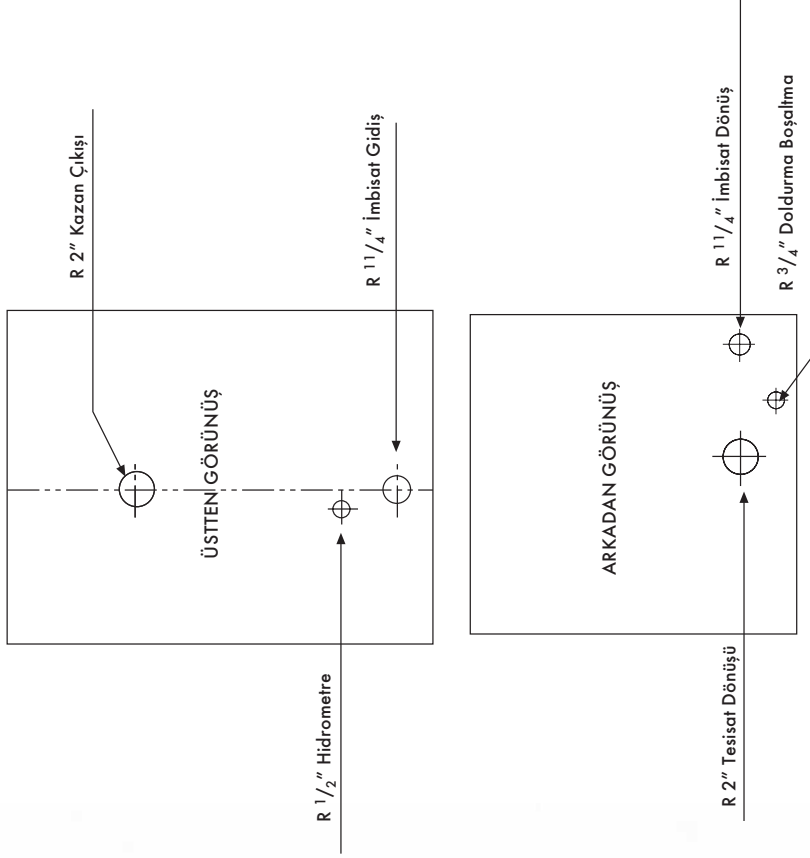 R 2" Kazan Çıkışı
R 1 1/4" İmbisat Gidiş
ÜSTTEN GÖRÜNÜŞ
R 1/2" Hidrometre
R 1 1/4" İmbisat Dönüş
R 3/4" Doldurma Boşaltma
ARKADAN GÖRÜNÜŞ
R 2" Tesisat Dönüşü